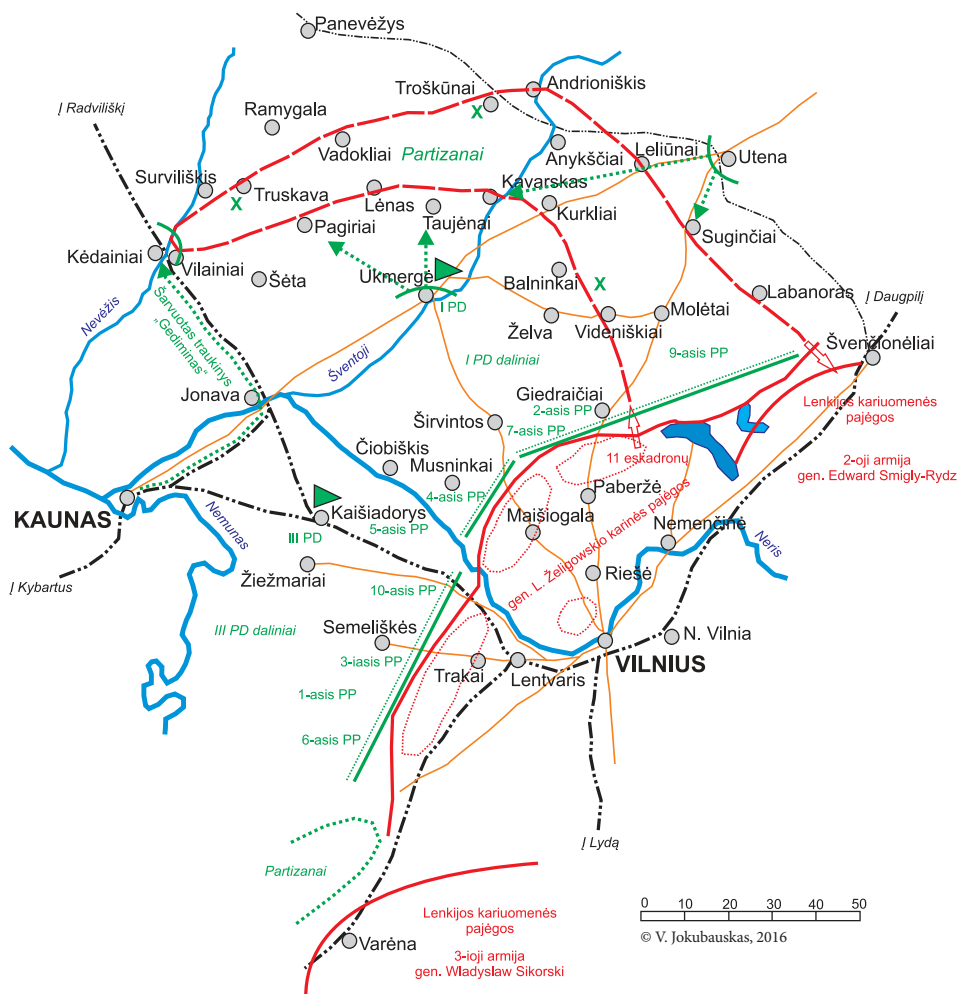 Panevėžys
Į Radviliškį
Troškūnai
Andrioniškis
Ramygala
X
Vadokliai
Partizanai
Anykščiai
Leliūnai
Utena
Surviliškis
Truskava
X
Lėnas
Kavarskas
Taujėnai
Kurkliai
Pagiriai
Suginčiai
Kėdainiai
Vilainiai
Šėta
Ukmergė
Balninkai
X
Labanoras
I PD
Į Daugpilį
Nevėžis
Šarvuotas traukinys
„Gediminas“
Želva
Videniškiai
Molėtai
Švenčionėliai
Šventoji
I PD daliniai
9-asis PP
Jonava
Giedraičiai
2-asis PP
7-asis PP
Lenkijos kariuomenės
pajėgos
Širvintos
Čiobiškis
Musninkai
11 eskadronų
2-oji armija
gen. Edward Smigly-Rydz
4-asis PP
Paberžė
KAUNAS
Nemunas
Kaišiadorys
5-asis PP
Maišiogala
gen. L. Želigowskio karinės pajėgos
Nemenčinė
Neris
III PD
Žiežmariai
Į Kybartus
10-asis PP
Riešė
III PD daliniai
Semeliškės
N. Vilnia
3-iasis PP
Trakai
Lentvaris
VILNIUS
1-asis PP
6-asis PP
Į Lydą
Partizanai
Lenkijos kariuomenės
pajėgos
Varėna
3-ioji armija
gen. Wladyslaw Sikorski
0 10 20 30 40 50
© V. Jokubauskas, 2016